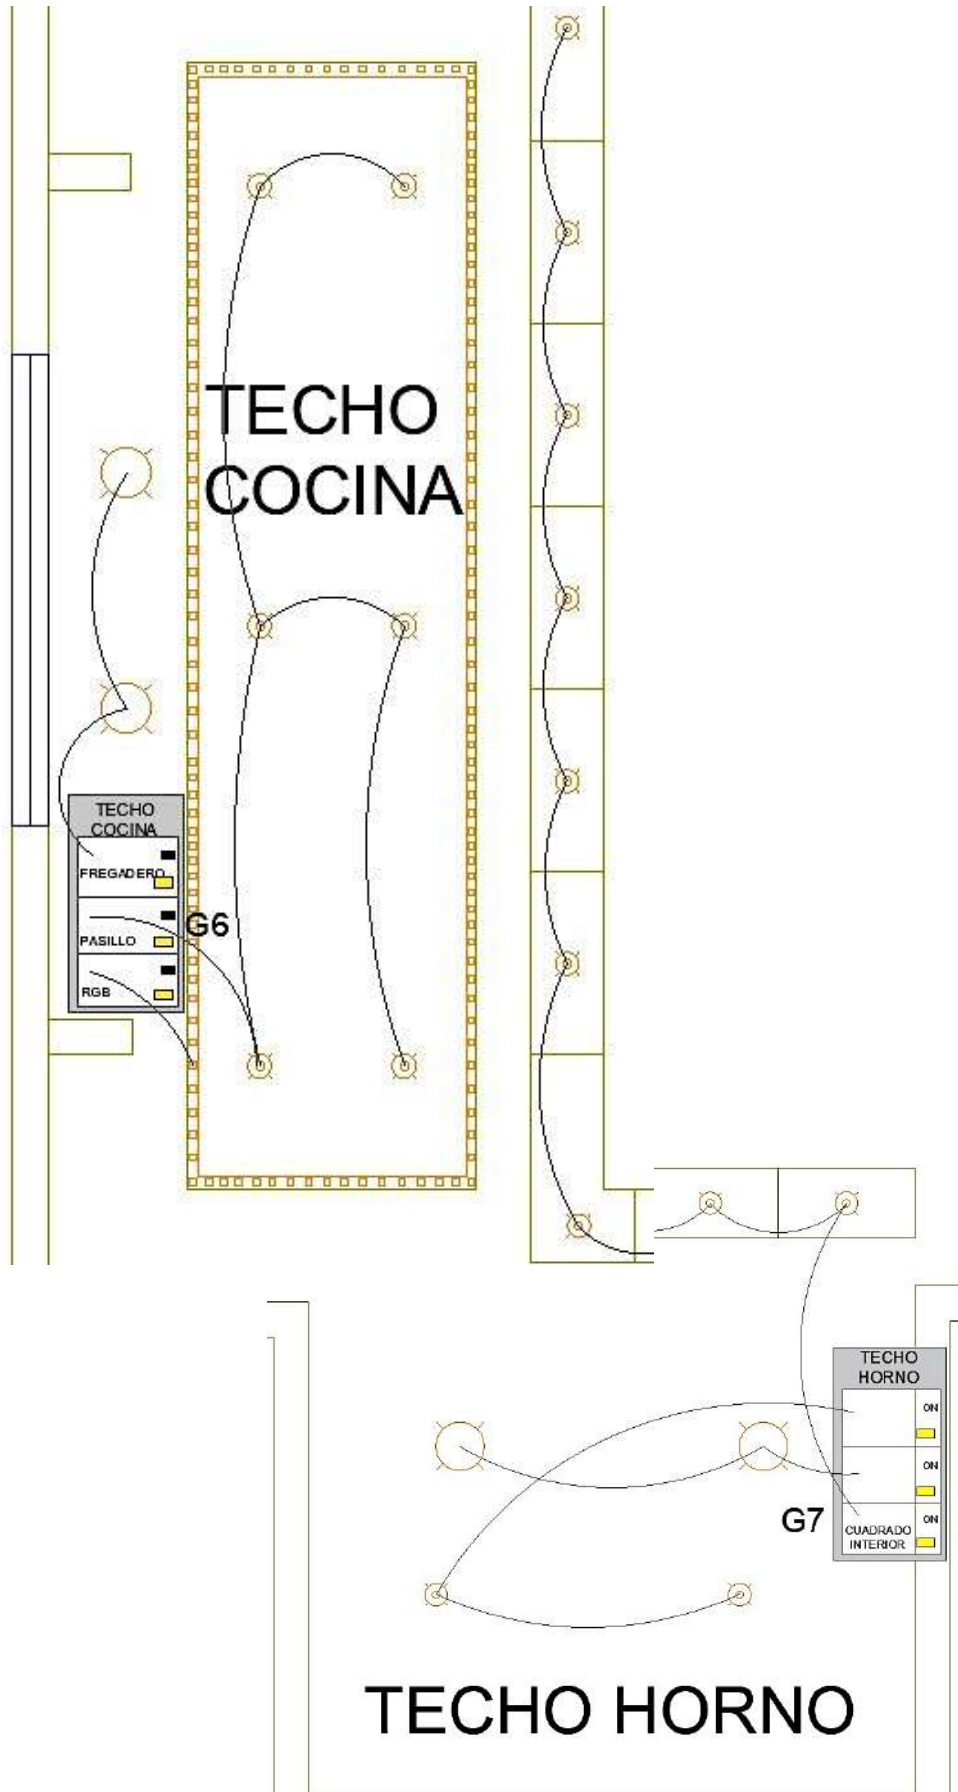 TECHO
COCINA
TECHO
COCINA
FREGADERO
G6
PASILLO
RGB
TECHO
HORNO
ON
ON
G7
ON
CUADRADO
INTERIOR
TECHO HORNO